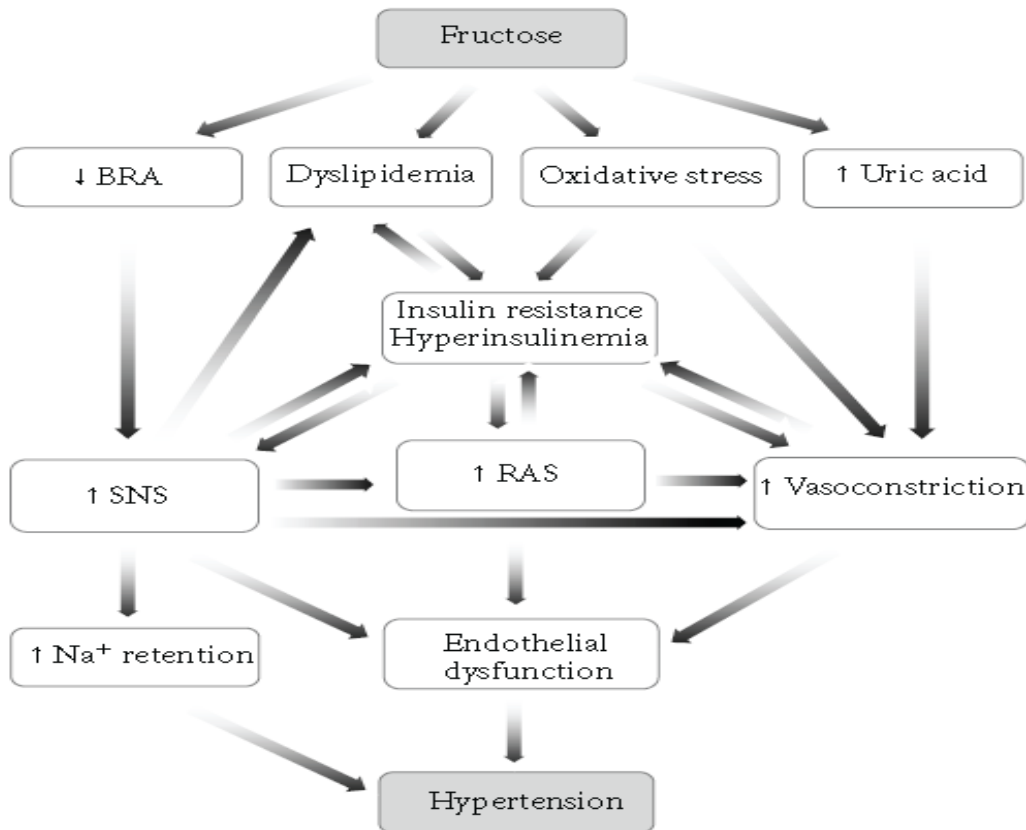 Fructose
↓ BRA
Dyslipidemia
Oxidative stress
↑ Uric acid
Insulin resistance
Hyperinsulinemia
↑ SNS
↑ RAS
↑ Vasoconstriction
↑ Na⁺ retention
Endothelial
dysfunction
Hypertension